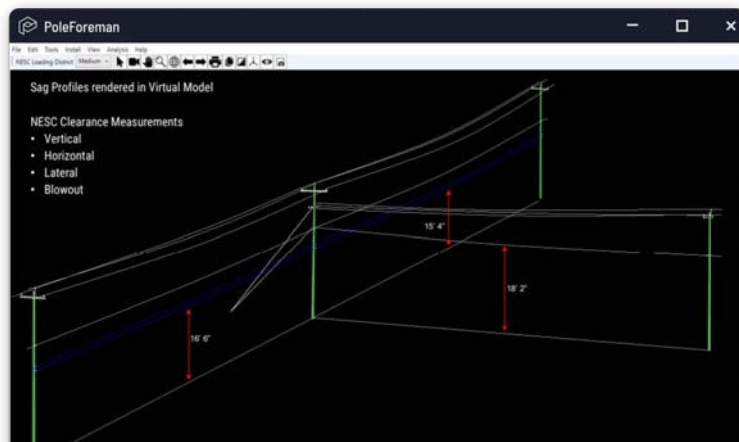 PoleForeman
File Edit Tools Install View Analysis Help
NESC Loading District Medium
Sag Profiles rendered in Virtual Model
NESC Clearance Measurements
• Vertical
• Horizontal
• Lateral
• Blowout
15' 4"
18' 2"
16' 6"